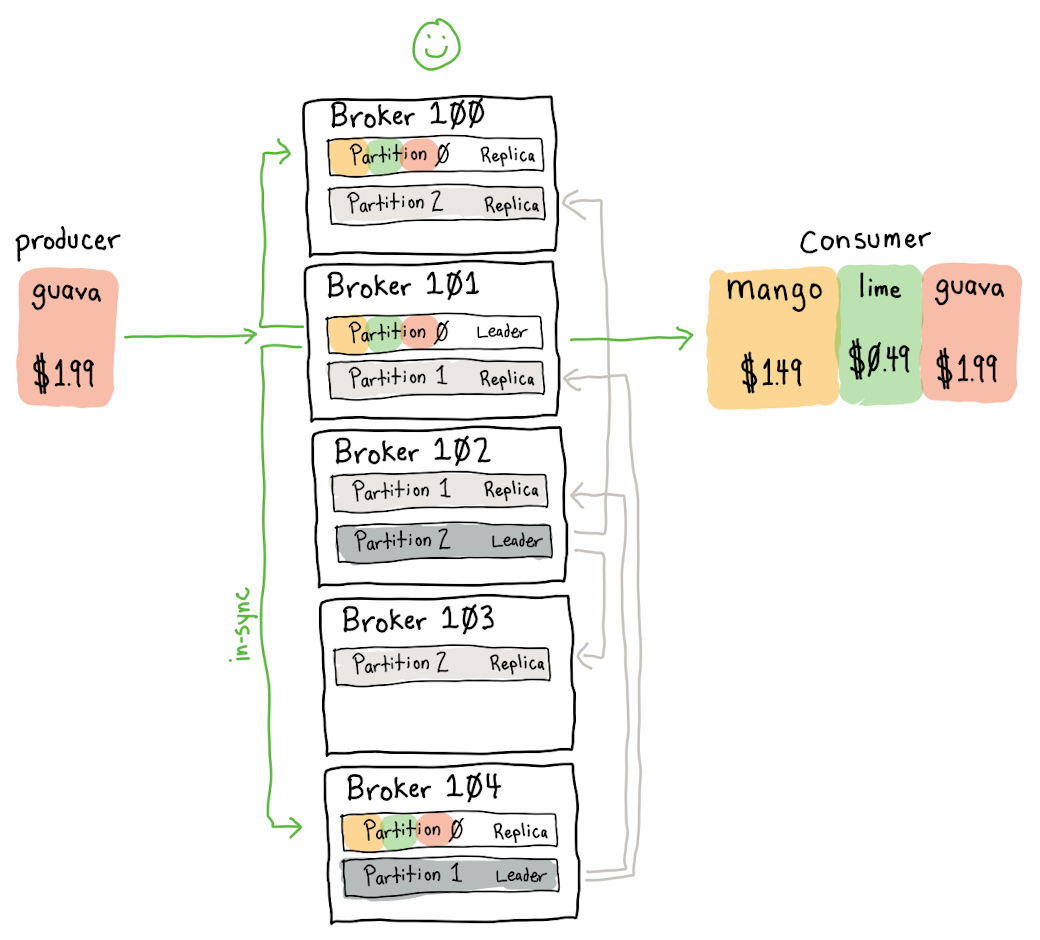 producer
guava
$1.99
in-sync
Broker 100
Partition 0 Replica
Partition 2 Replica
Broker 101
Partition 0 Leader
Partition 1 Replica
Broker 102
Partition 1 Replica
Partition 2 Leader
Broker 103
Partition 2 Replica
Broker 104
Partition 0 Replica
Partition 1 Leader
Consumer
mango lime guava
$1.49 $0.49 $1.99